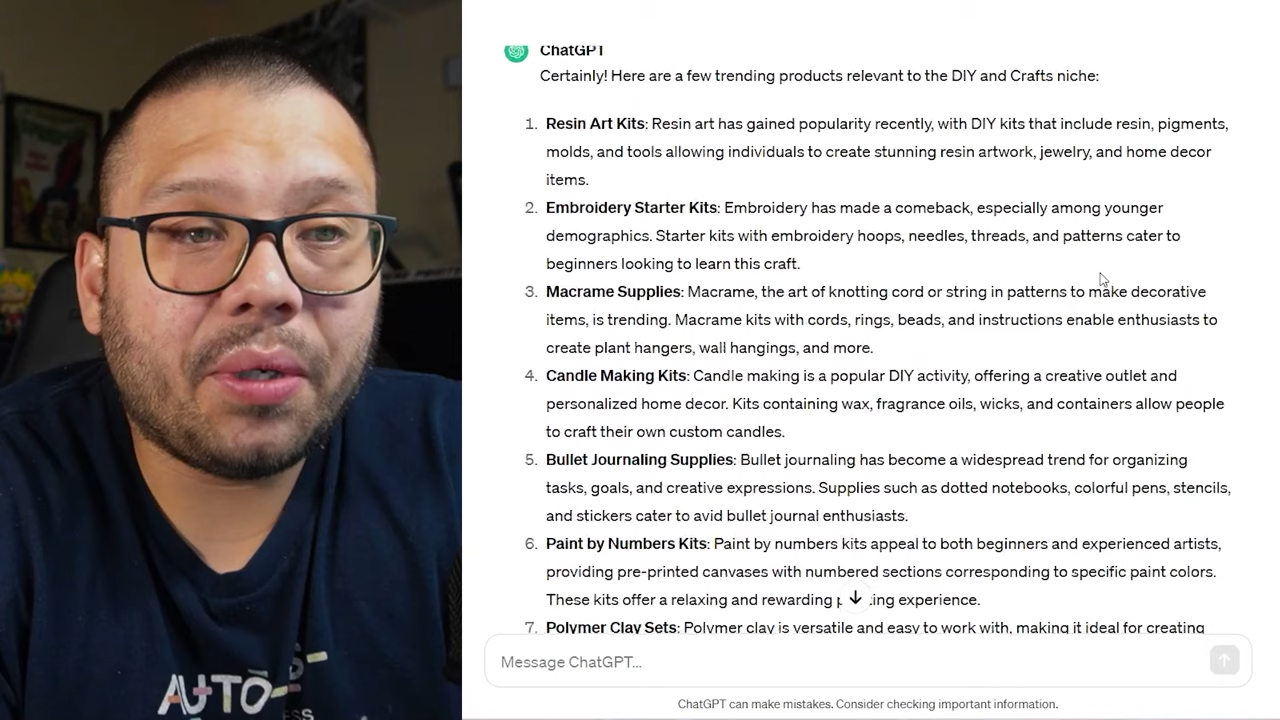 ChatGPT
Certainly! Here are a few trending products relevant to the DIY and Crafts niche:
1. Resin Art Kits: Resin art has gained popularity recently, with DIY kits that include resin, pigments,
molds, and tools allowing individuals to create stunning resin artwork, jewelry, and home decor
items.
2. Embroidery Starter Kits: Embroidery has made a comeback, especially among younger
demographics. Starter kits with embroidery hoops, needles, threads, and patterns cater to
beginners looking to learn this craft.
3. Macrame Supplies: Macrame, the art of knotting cord or string in patterns to make decorative
items, is trending. Macrame kits with cords, rings, beads, and instructions enable enthusiasts to
create plant hangers, wall hangings, and more.
4. Candle Making Kits: Candle making is a popular DIY activity, offering a creative outlet and
personalized home decor. Kits containing wax, fragrance oils, wicks, and containers allow people
to craft their own custom candles.
5. Bullet Journaling Supplies: Bullet journaling has become a widespread trend for organizing
tasks, goals, and creative expressions. Supplies such as dotted notebooks, colorful pens, stencils,
and stickers cater to avid bullet journal enthusiasts.
6. Paint by Numbers Kits: Paint by numbers kits appeal to both beginners and experienced artists,
providing pre-printed canvases with numbered sections corresponding to specific paint colors.
These kits offer a relaxing and rewarding experience.
7. Polymer Clay Sets: Polymer clay is versatile and easy to work with, making it ideal for creating
Message ChatGPT...
ChatGPT can make mistakes. Consider checking important information.
AUTO